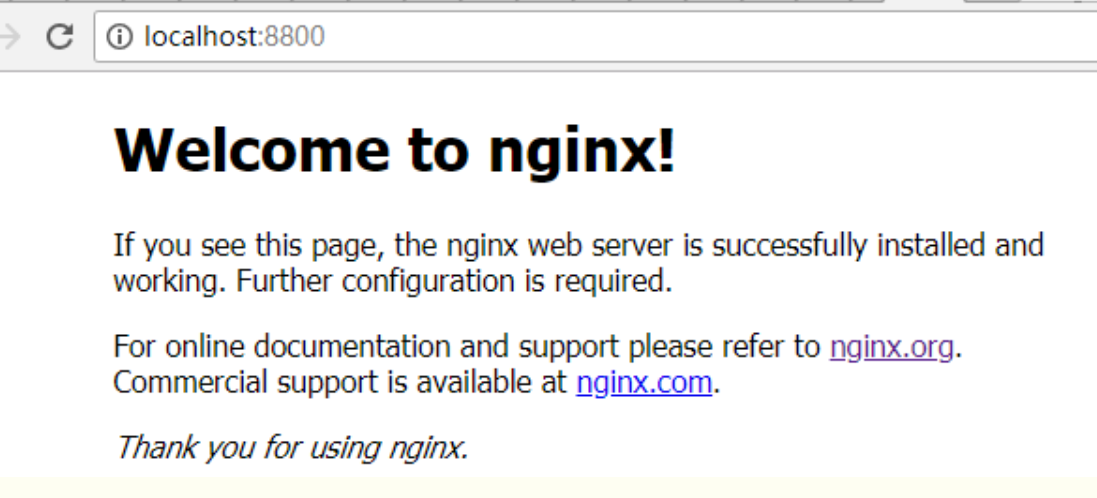 localhost:8800
Welcome to nginx!
If you see this page, the nginx web server is successfully installed and
working. Further configuration is required.
For online documentation and support please refer to nginx.org.
Commercial support is available at nginx.com.
Thank you for using nginx.